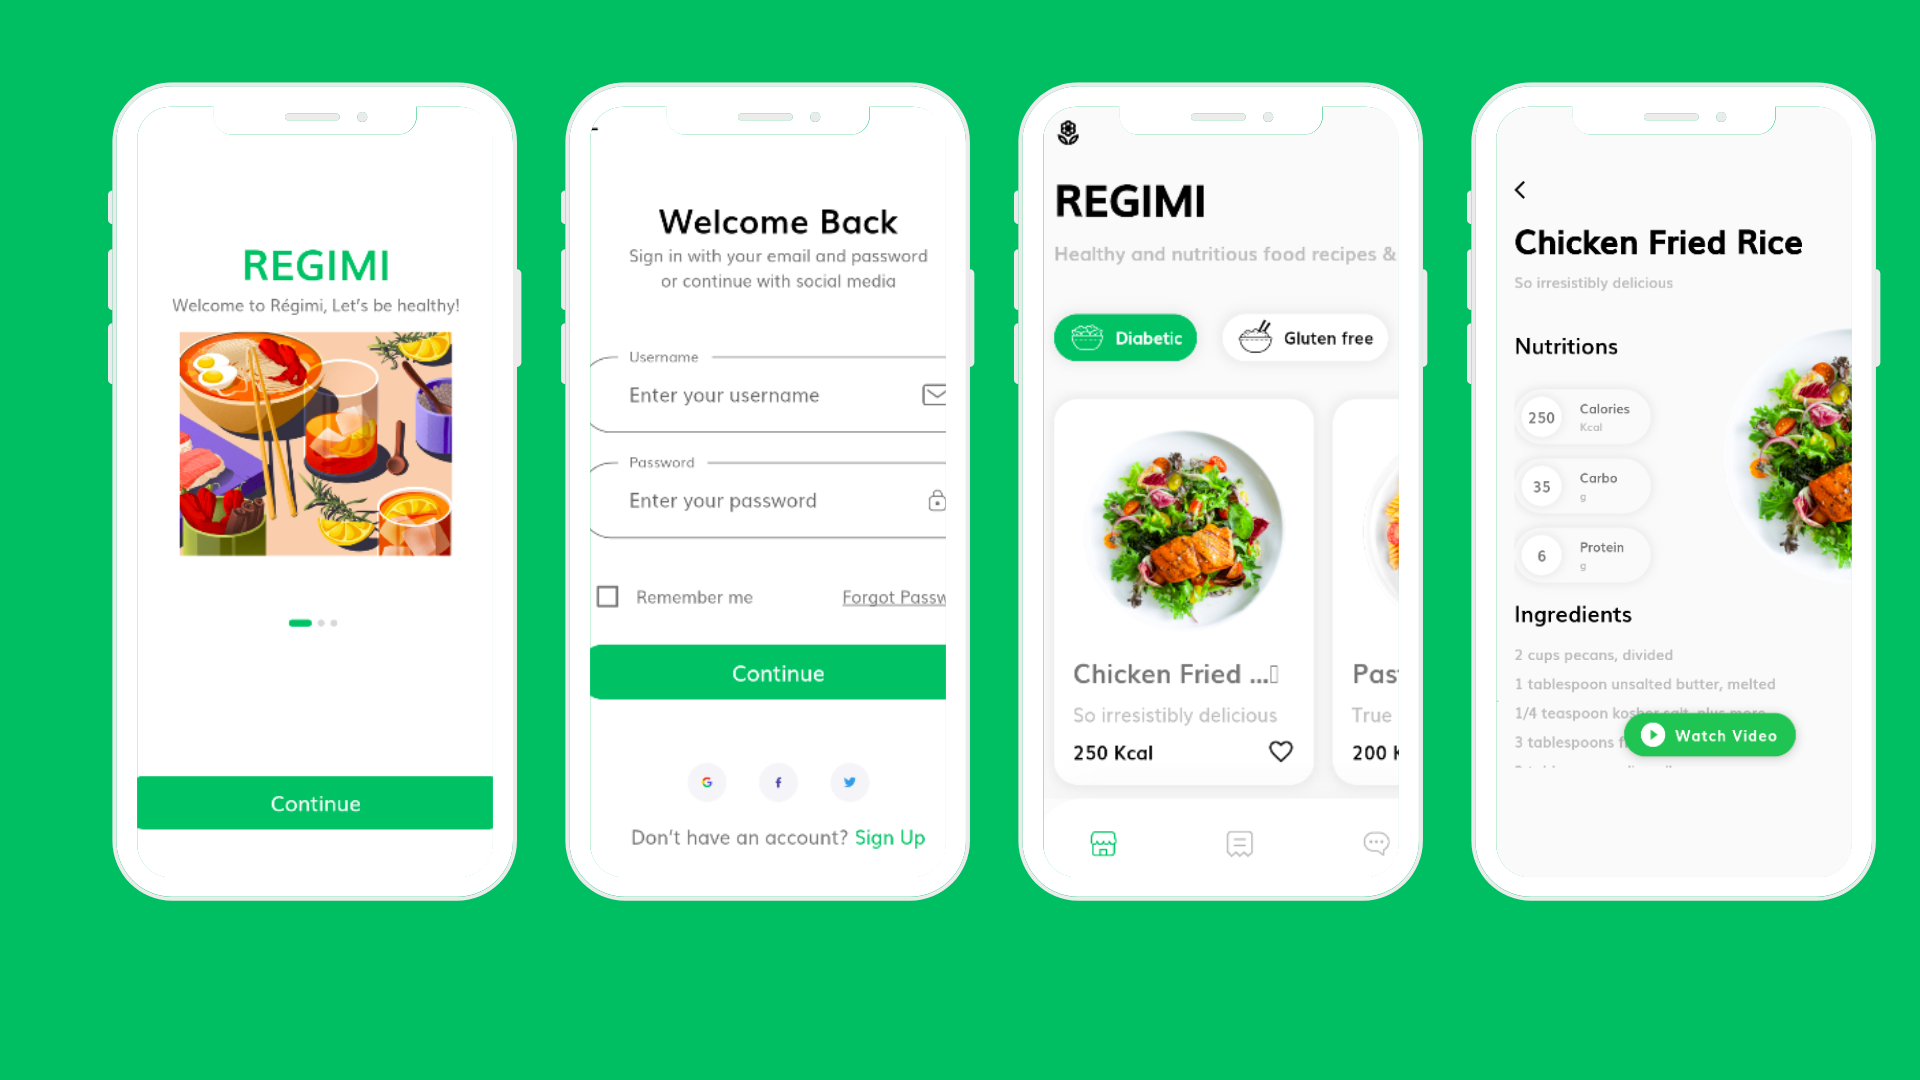 REGIMI
Welcome to Régimi, Let's be healthy!
Continue
Welcome Back
Sign in with your email and password
or continue with social media
Username
Enter your username
Password
Enter your password
Remember me
Forgot Passw
Continue
Don't have an account? Sign Up
REGIMI
Healthy and nutritious food recipes &
Diabetic
Gluten free
Chicken Fried ...
So irresistibly delicious
250 Kcal
Pas
True
200 K
Chicken Fried Rice
So irresistibly delicious
Nutritions
250
Calories
Kcal
35
Carbo
g
6
Protein
g
Ingredients
2 cups pecans, divided
1 tablespoon unsalted butter, melted
1/4 teaspoon kosher salt, plus more
3 tablespoons
Watch Video